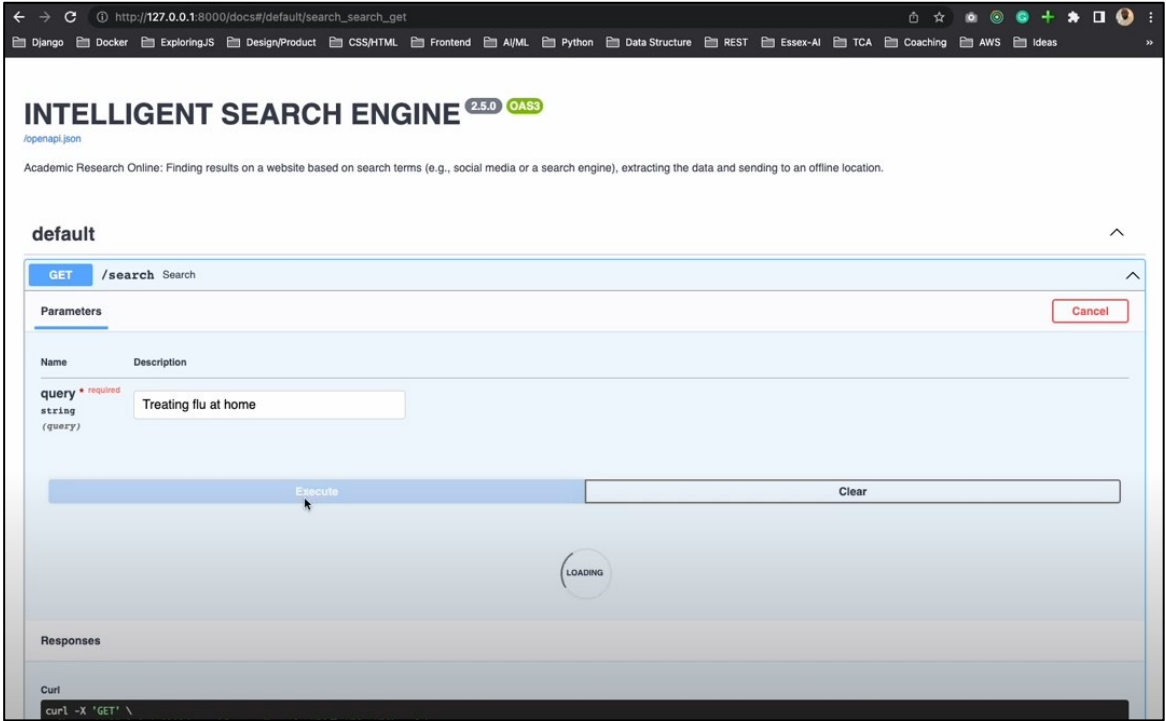 http://127.0.0.1:8000/docs#/default/search_search_get
Django Docker ExploringJS Design/Product CSS/HTML Frontend AI/ML Python Data Structure REST Essex-AI TCA Coaching AWS Ideas »
INTELLIGENT SEARCH ENGINE 2.5.0 OAS3
/openapi.json
Academic Research Online: Finding results on a website based on search terms (e.g., social media or a search engine), extracting the data and sending to an offline location.
default
GET /search Search
Parameters Cancel
Name Description
query * required
string
(query)
Treating flu at home
Execute Clear
LOADING
Responses
Curl
curl -X 'GET' \